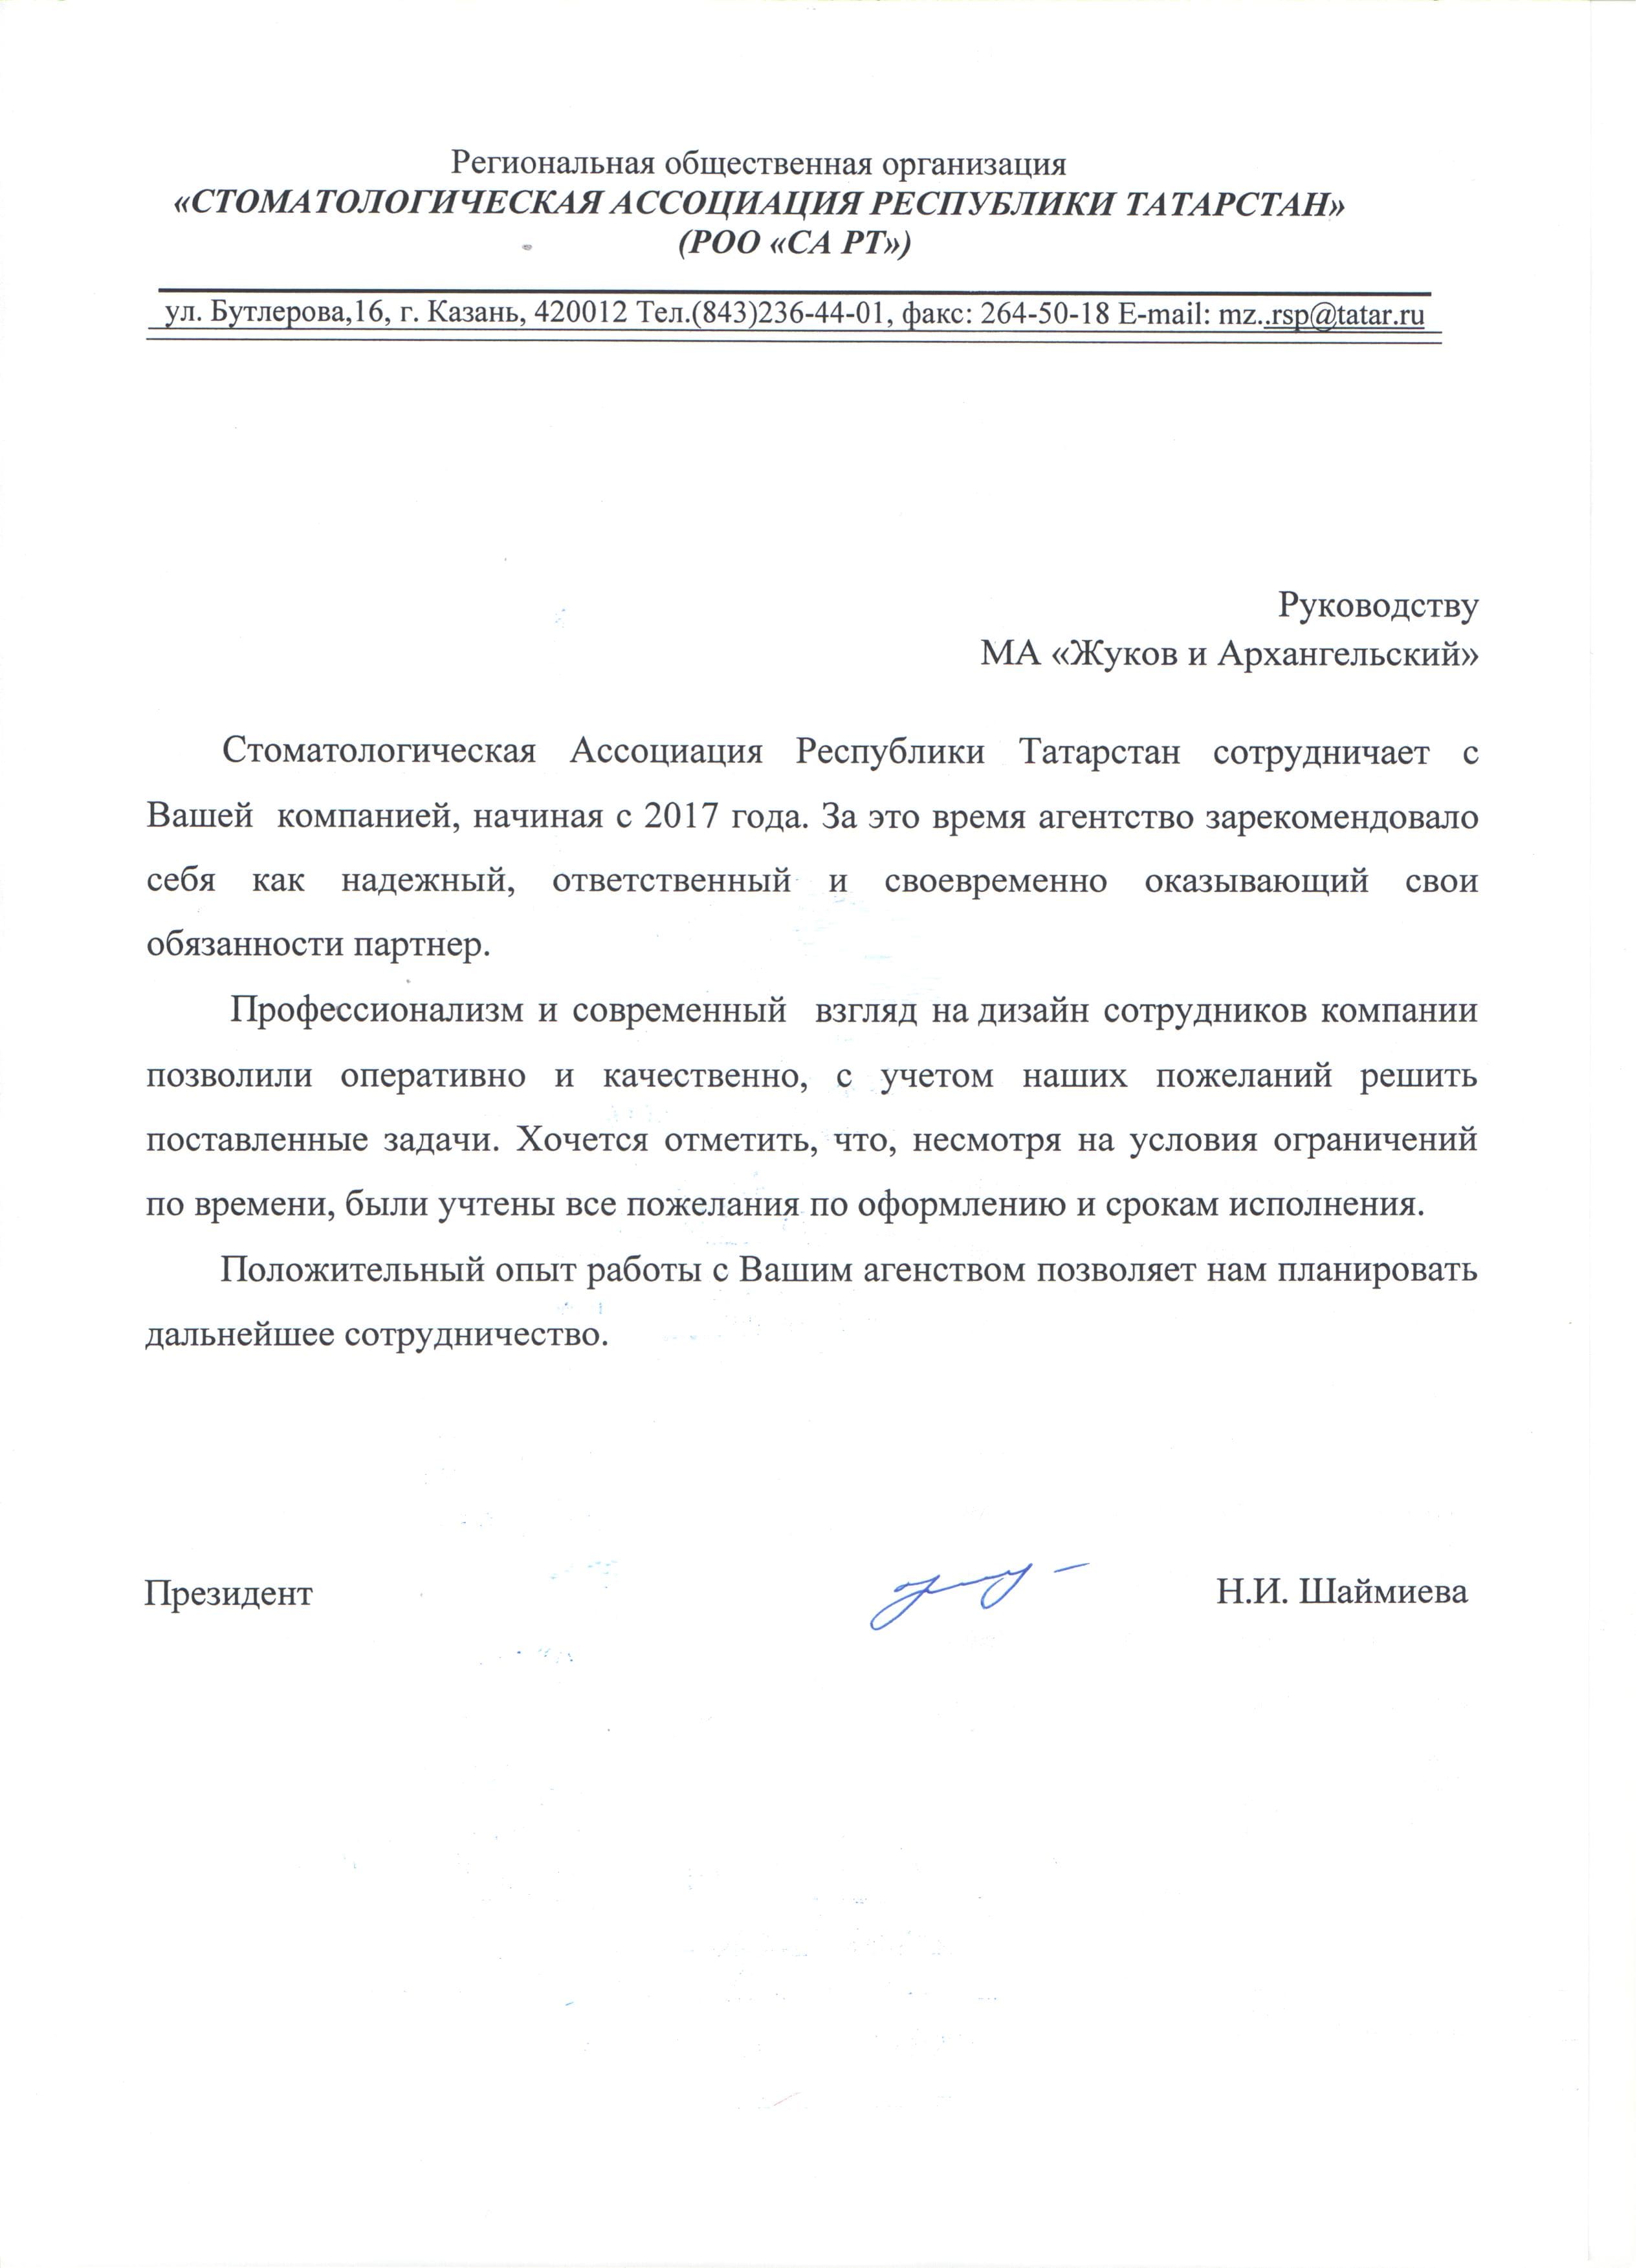 Региональная общественная организация
«СТОМАТОЛОГИЧЕСКАЯ АССОЦИАЦИЯ РЕСПУБЛИКИ ТАТАРСТАН»
(РОО «СА РТ»)
ул. Бутлерова,16, г. Казань, 420012 Тел.(843)236-44-01, факс: 264-50-18 E-mail: mz..rsp@tatar.ru
Руководству
МА «Жуков и Архангельский»
Стоматологическая Ассоциация Республики Татарстан сотрудничает с
Вашей компанией, начиная с 2017 года. За это время агентство зарекомендовало
себя как надежный, ответственный и своевременно оказывающий свои
обязанности партнер.
Профессионализм и современный взгляд на дизайн сотрудников компании
позволили оперативно и качественно, с учетом наших пожеланий решить
поставленные задачи. Хочется отметить, что, несмотря на условия ограничений
по времени, были учтены все пожелания по оформлению и срокам исполнения.
Положительный опыт работы с Вашим агенством позволяет нам планировать
дальнейшее сотрудничество.
Президент Н.И. Шаймиева